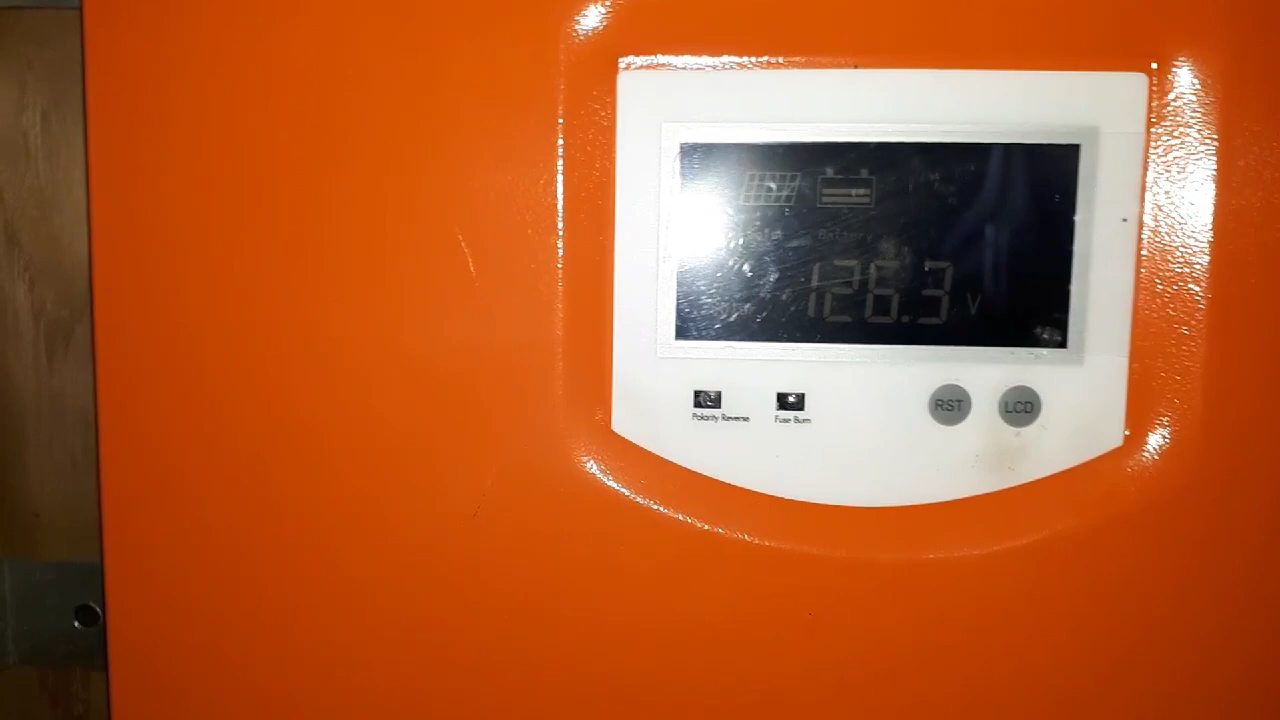 Battery
126.3 V
Polarity Reverse
Fuse Burn
RST
LCD